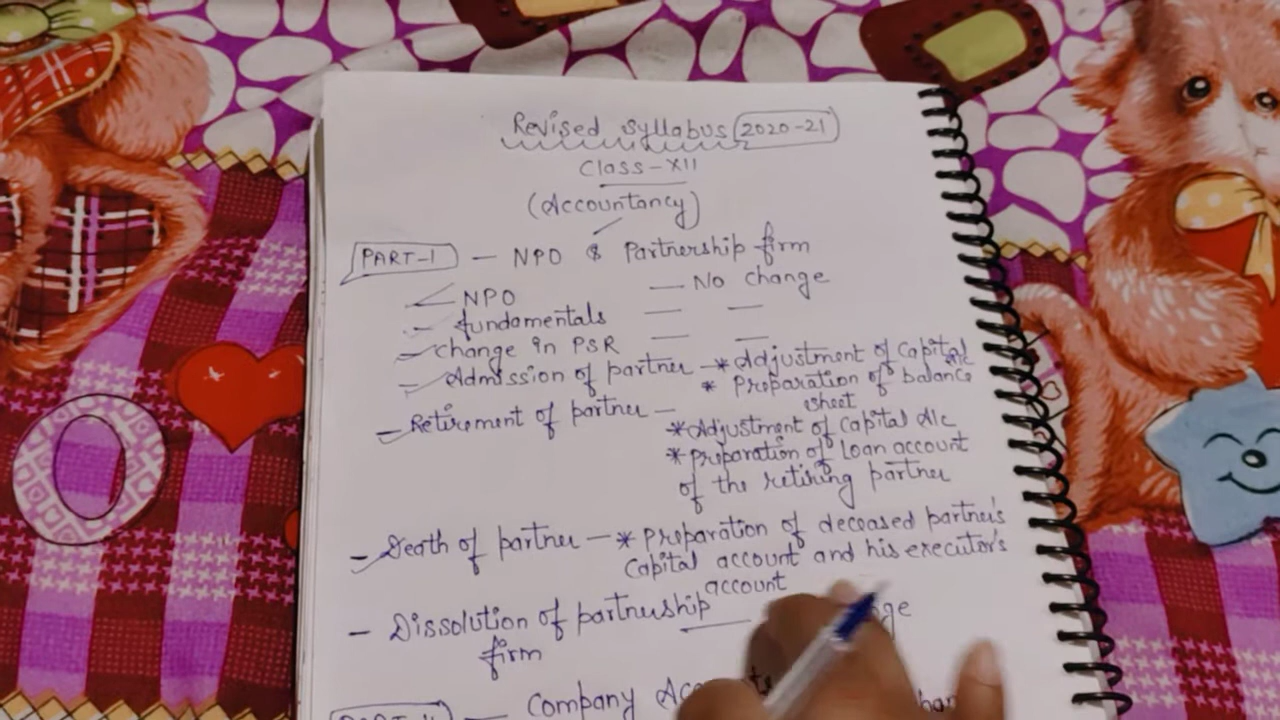 Revised Syllabus 2020-21
Class-XII
(Accountancy)
PART-I — NPO & Partnership firm
- NPO — No change
- fundamentals — —
- change in PSR — —
- Admission of partner — * Adjustment of Capital A/c
* Preparation of balance sheet
- Retirement of partner —
* Adjustment of Capital A/c
* Preparation of Loan account
of the retiring partner
- Death of partner — * Preparation of deceased partner's
Capital account and his executor's
account
- Dissolution of partnership —
firm
— Company